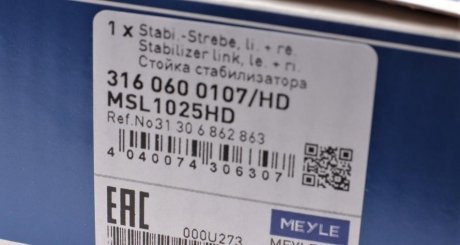 1 x Stabi.-Strebe, li. + re.
Stabilizer link, le. + ri.
Стойка стабилизатора
316 060 0107/HD
MSL1025HD
Ref.No31 30 6 862 863
4 040074 306307
EAC
000U273
MEYLE
MEYLE